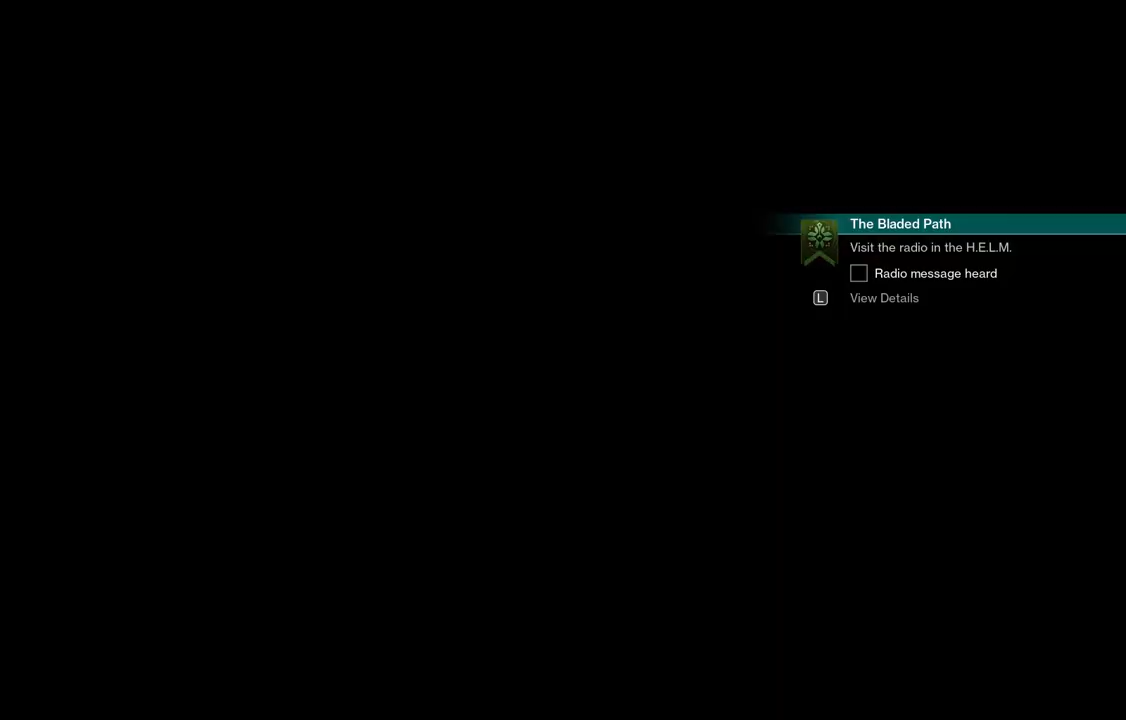 The Bladed Path
Visit the radio in the H.E.L.M.
Radio message heard
L View Details